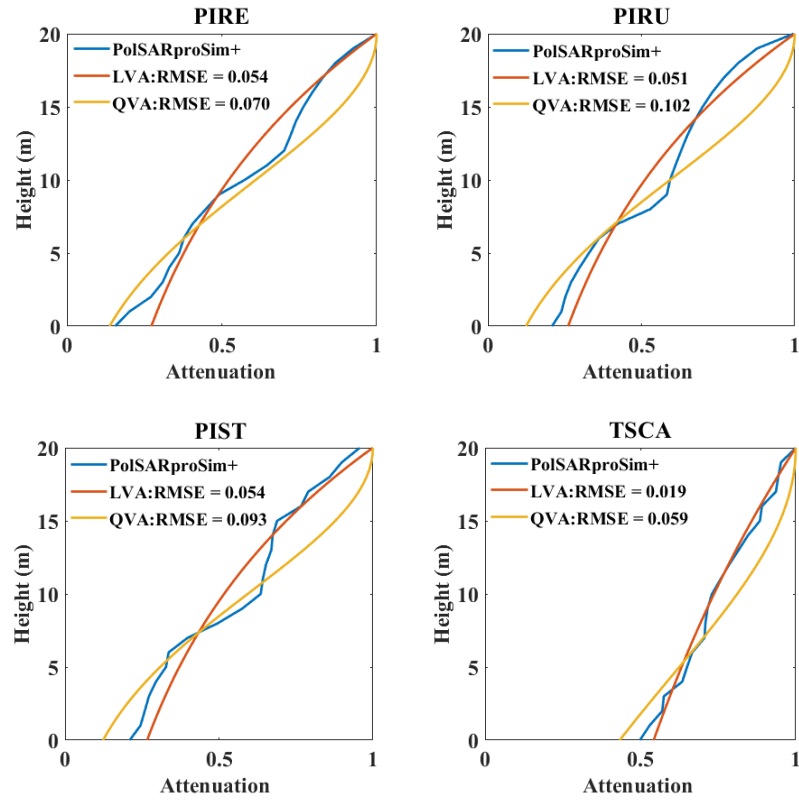 PIRE
20
15
10
5
0
0
0.5
1
Height (m)
Attenuation
PolSARproSim+
LVA:RMSE = 0.054
QVA:RMSE = 0.070
PIRU
20
15
10
5
0
0
0.5
1
Height (m)
Attenuation
PolSARproSim+
LVA:RMSE = 0.051
QVA:RMSE = 0.102
PIST
20
15
10
5
0
0
0.5
1
Height (m)
Attenuation
PolSARproSim+
LVA:RMSE = 0.054
QVA:RMSE = 0.093
TSCA
20
15
10
5
0
0
0.5
1
Height (m)
Attenuation
PolSARproSim+
LVA:RMSE = 0.019
QVA:RMSE = 0.059